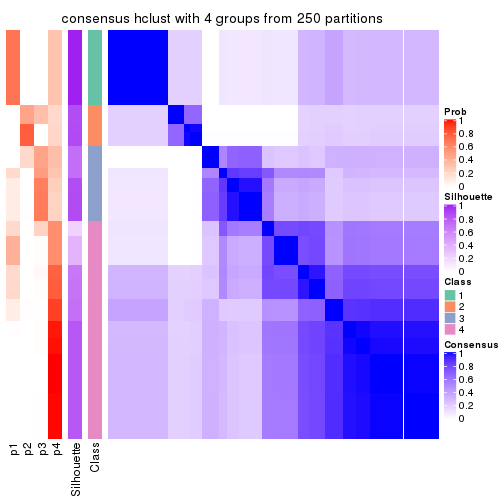 consensus hclust with 4 groups from 250 partitions
Prob
1
0.8
0.6
0.4
0.2
0
Silhouette
1
0.8
0.6
0.4
0.2
0
Class
1
2
3
4
Consensus
1
0.8
0.6
0.4
0.2
0
p1
p2
p3
p4
Silhouette
Class